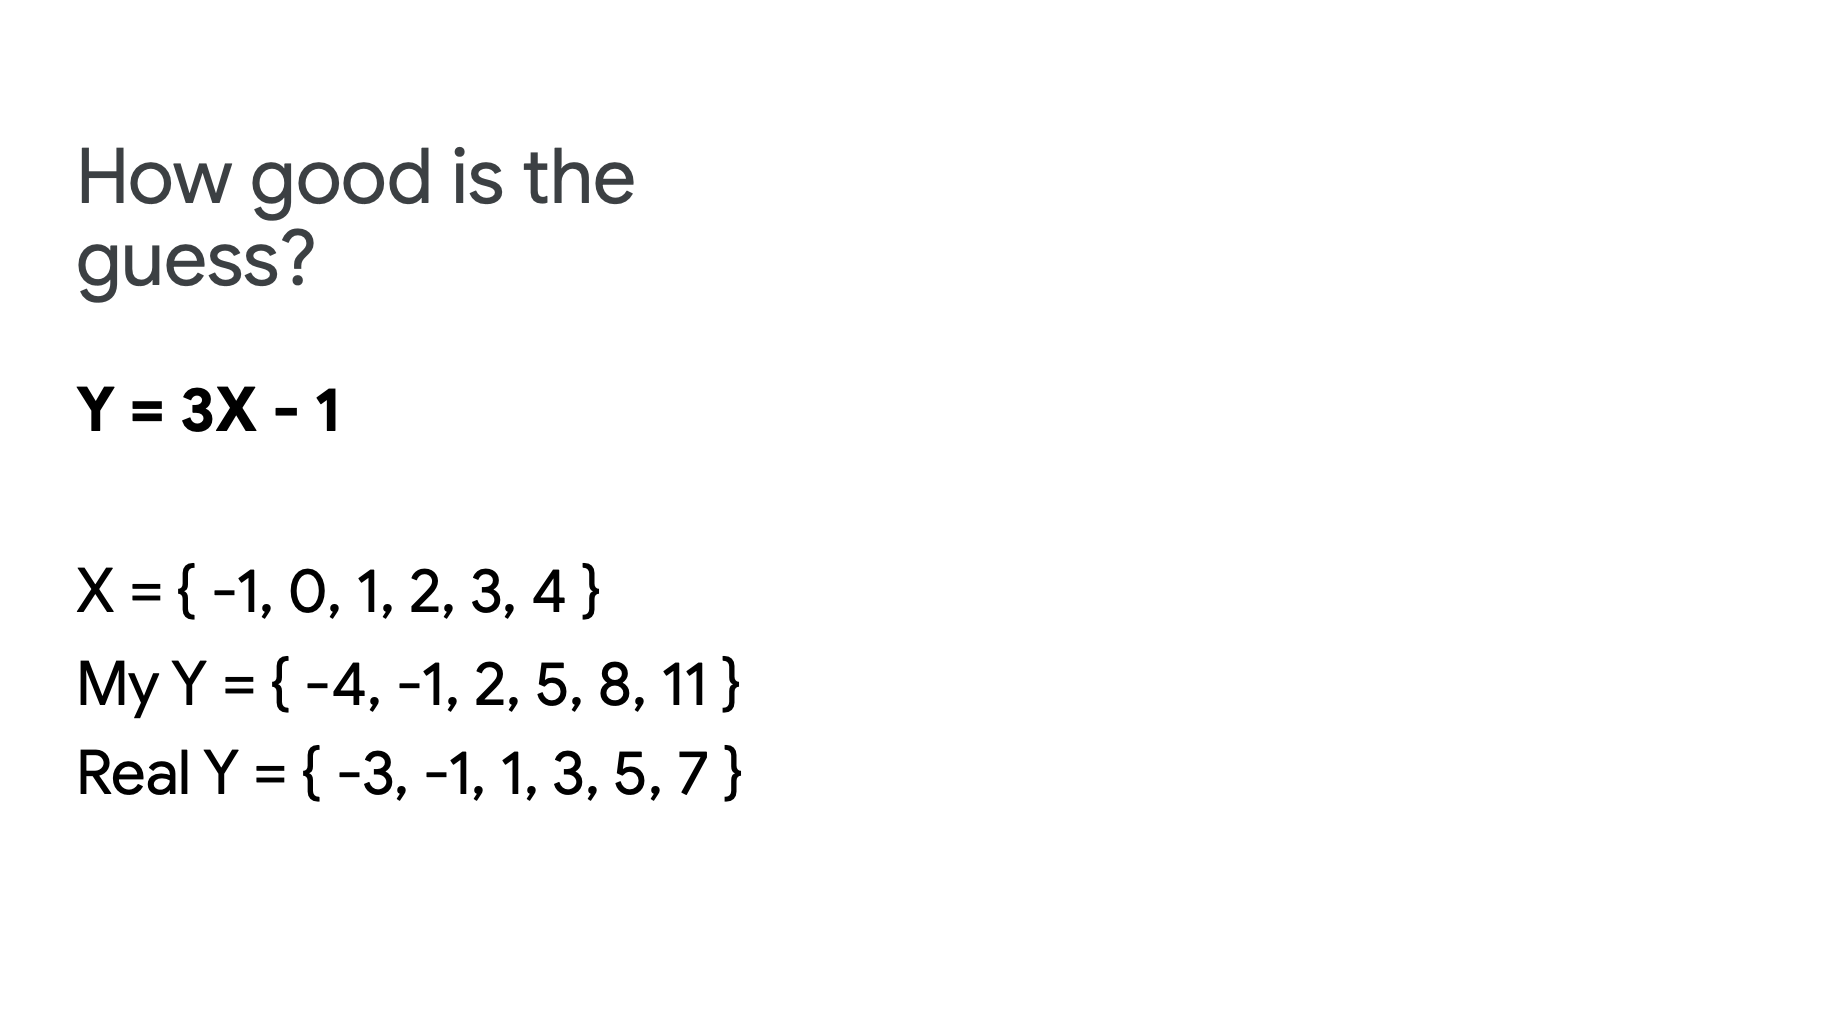 How good is the
guess?
Y = 3X - 1
X = { -1, 0, 1, 2, 3, 4 }
My Y = { -4, -1, 2, 5, 8, 11 }
Real Y = { -3, -1, 1, 3, 5, 7 }